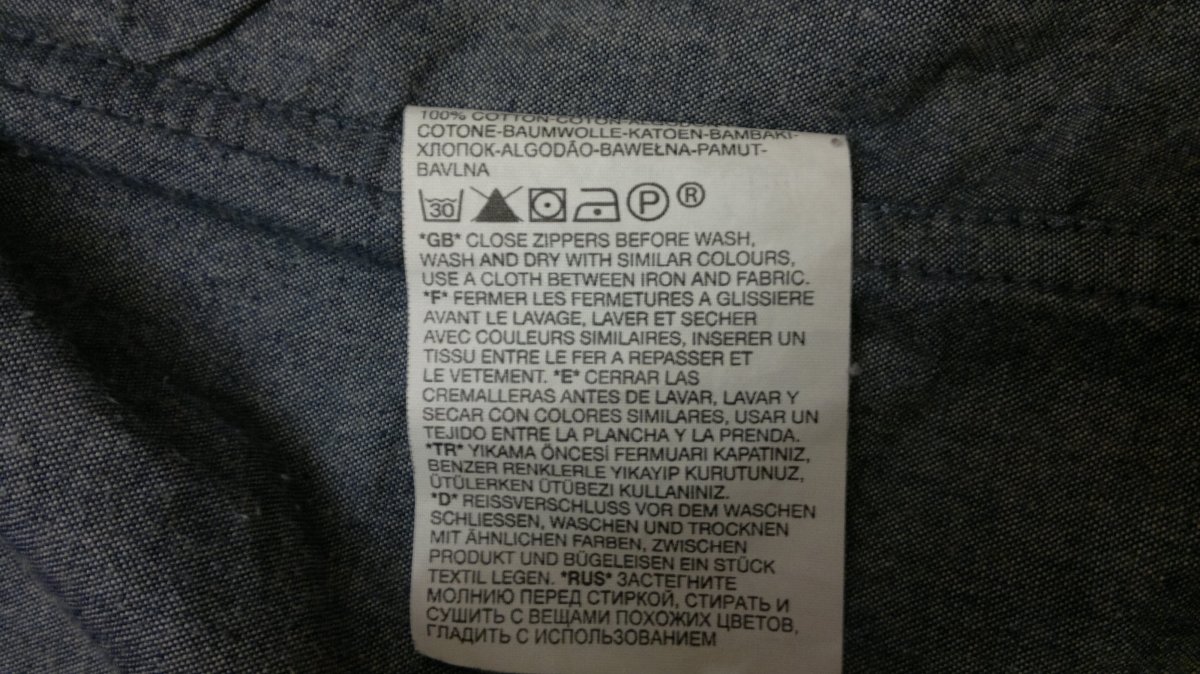 100% COTTON-COTON-
COTONE-BAUMWOLLE-KATOEN-BAMBAKI-
ХЛОПОК-ALGODÃO-BAWEŁNA-PAMUT-
BAVLNA
30 P ®
*GB* CLOSE ZIPPERS BEFORE WASH,
WASH AND DRY WITH SIMILAR COLOURS,
USE A CLOTH BETWEEN IRON AND FABRIC.
*F* FERMER LES FERMETURES A GLISSIERE
AVANT LE LAVAGE, LAVER ET SECHER
AVEC COULEURS SIMILAIRES, INSERER UN
TISSU ENTRE LE FER A REPASSER ET
LE VETEMENT. *E* CERRAR LAS
CREMALLERAS ANTES DE LAVAR, LAVAR Y
SECAR CON COLORES SIMILARES, USAR UN
TEJIDO ENTRE LA PLANCHA Y LA PRENDA.
*TR* YIKAMA ÖNCESİ FERMUARI KAPATINIZ,
BENZER RENKLERLE YIKAYIP KURUTUNUZ,
ÜTÜLERKEN ÜTÜBEZI KULLANINIZ.
*D* REISSVERSCHLUSS VOR DEM WASCHEN
SCHLIESSEN, WASCHEN UND TROCKNEN
MIT ÄHNLICHEN FARBEN, ZWISCHEN
PRODUKT UND BÜGELEISEN EIN STÜCK
TEXTIL LEGEN. *RUS* ЗАСТЕГНИТЕ
МОЛНИЮ ПЕРЕД СТИРКОЙ, СТИРАТЬ И
СУШИТЬ С ВЕЩАМИ ПОХОЖИХ ЦВЕТОВ,
ГЛАДИТЬ С ИСПОЛЬЗОВАНИЕМ